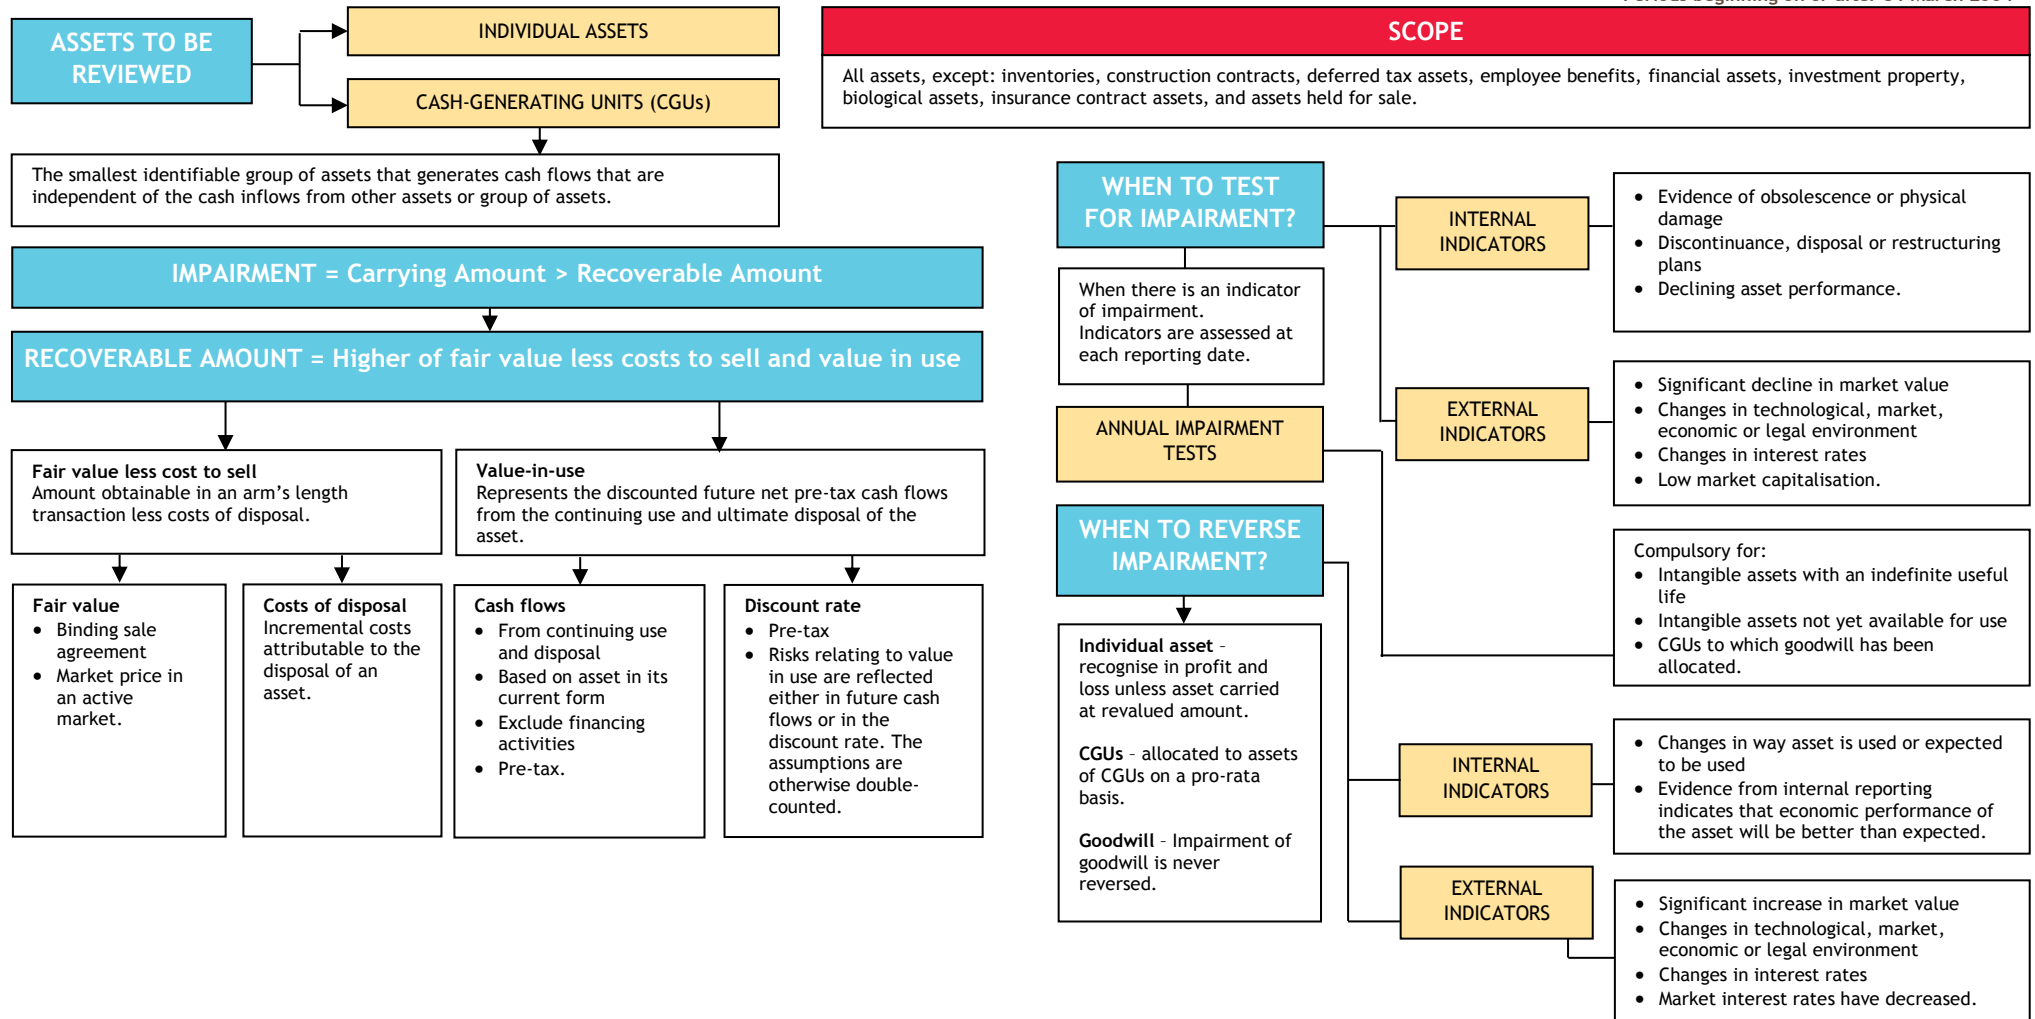 Periods beginning on or after 31 March 2004
ASSETS TO BE
REVIEWED
INDIVIDUAL ASSETS
CASH-GENERATING UNITS (CGUs)
The smallest identifiable group of assets that generates cash flows that are
independent of the cash inflows from other assets or group of assets.
SCOPE
All assets, except: inventories, construction contracts, deferred tax assets, employee benefits, financial assets, investment property,
biological assets, insurance contract assets, and assets held for sale.
IMPAIRMENT = Carrying Amount > Recoverable Amount
RECOVERABLE AMOUNT = Higher of fair value less costs to sell and value in use
Fair value less cost to sell
Amount obtainable in an arm’s length
transaction less costs of disposal.
Value-in-use
Represents the discounted future net pre-tax cash flows
from the continuing use and ultimate disposal of the
asset.
Fair value
• Binding sale
agreement
• Market price in
an active
market.
Costs of disposal
Incremental costs
attributable to the
disposal of an
asset.
Cash flows
• From continuing use
and disposal
• Based on asset in its
current form
• Exclude financing
activities
• Pre-tax.
Discount rate
• Pre-tax
• Risks relating to value
in use are reflected
either in future cash
flows or in the
discount rate. The
assumptions are
otherwise double-
counted.
WHEN TO TEST
FOR IMPAIRMENT?
When there is an indicator
of impairment.
Indicators are assessed at
each reporting date.
ANNUAL IMPAIRMENT
TESTS
INTERNAL
INDICATORS
• Evidence of obsolescence or physical
damage
• Discontinuance, disposal or restructuring
plans
• Declining asset performance.
EXTERNAL
INDICATORS
• Significant decline in market value
• Changes in technological, market,
economic or legal environment
• Changes in interest rates
• Low market capitalisation.
Compulsory for:
• Intangible assets with an indefinite useful
life
• Intangible assets not yet available for use
• CGUs to which goodwill has been
allocated.
WHEN TO REVERSE
IMPAIRMENT?
Individual asset –
recognise in profit and
loss unless asset carried
at revalued amount.
CGUs – allocated to assets
of CGUs on a pro-rata
basis.
Goodwill – Impairment of
goodwill is never
reversed.
INTERNAL
INDICATORS
• Changes in way asset is used or expected
to be used
• Evidence from internal reporting
indicates that economic performance of
the asset will be better than expected.
EXTERNAL
INDICATORS
• Significant increase in market value
• Changes in technological, market,
economic or legal environment
• Changes in interest rates
• Market interest rates have decreased.